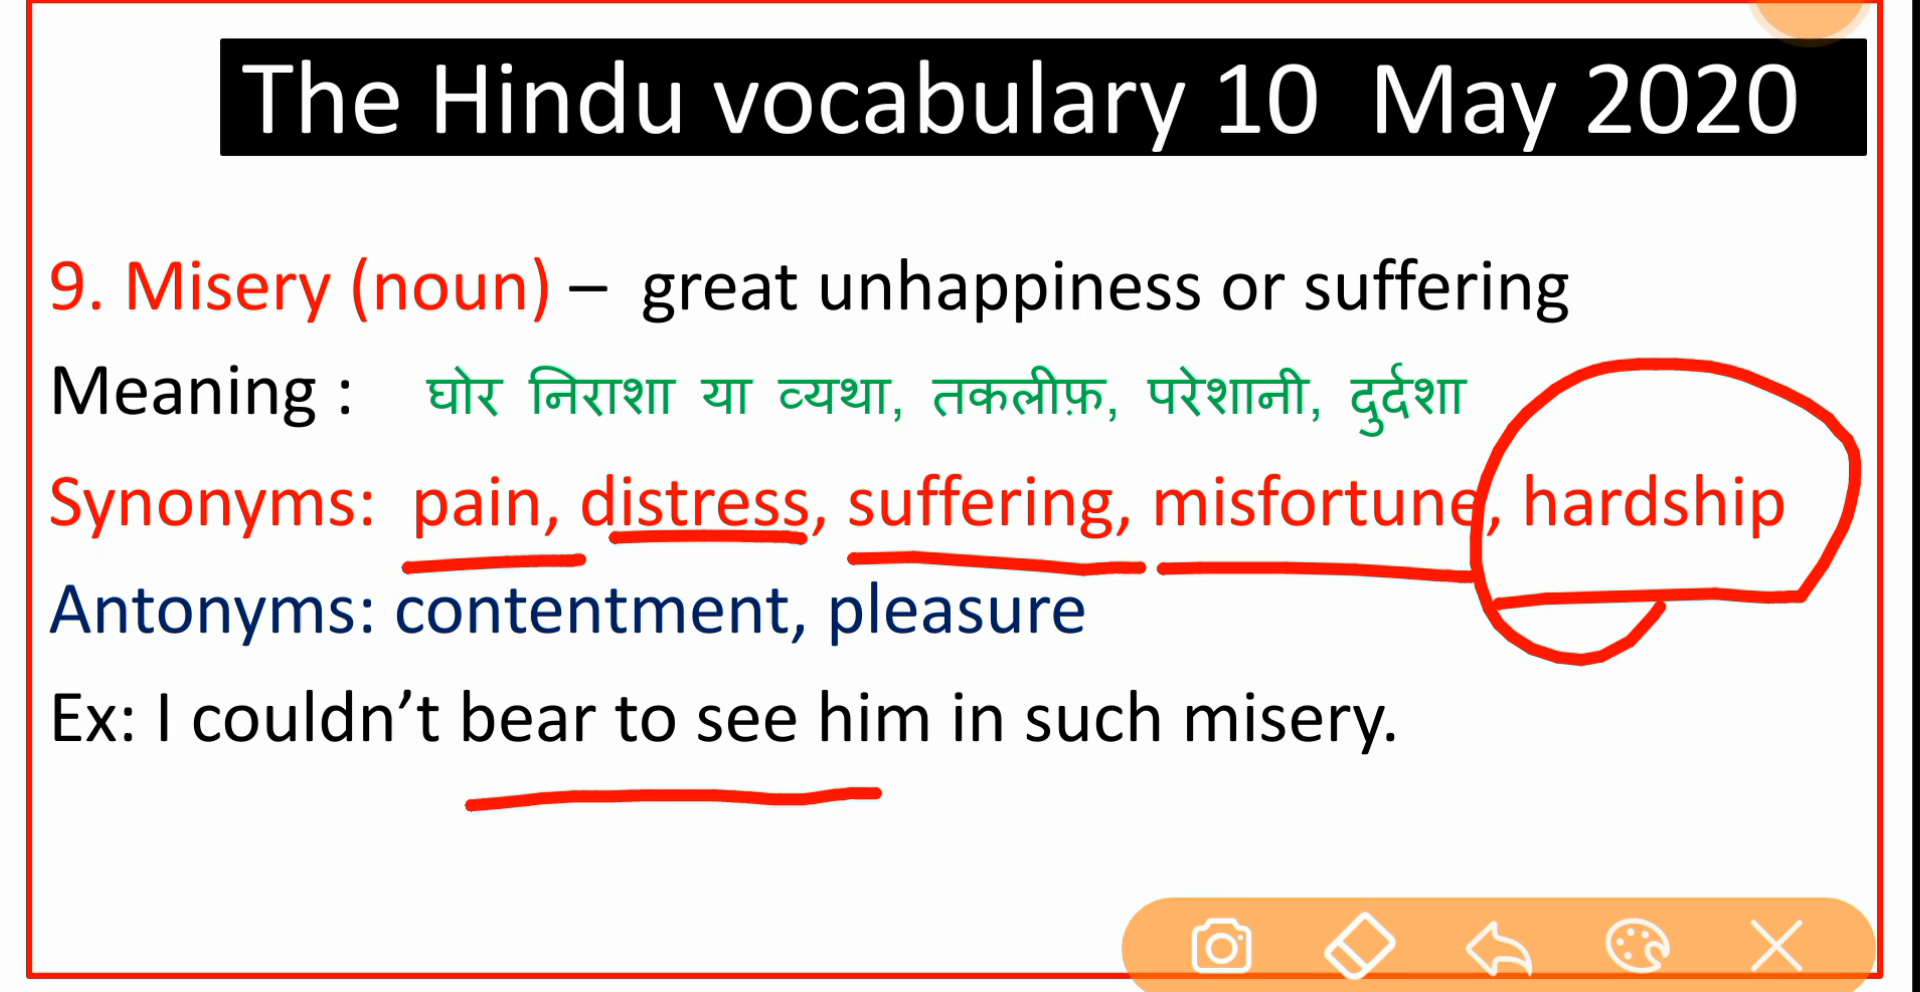 The Hindu vocabulary 10 May 2020
9. Misery (noun) – great unhappiness or suffering
Meaning : घोर निराशा या व्यथा, तकलीफ़, परेशानी, दुर्दशा
Synonyms: pain, distress, suffering, misfortune, hardship
Antonyms: contentment, pleasure
Ex: I couldn’t bear to see him in such misery.